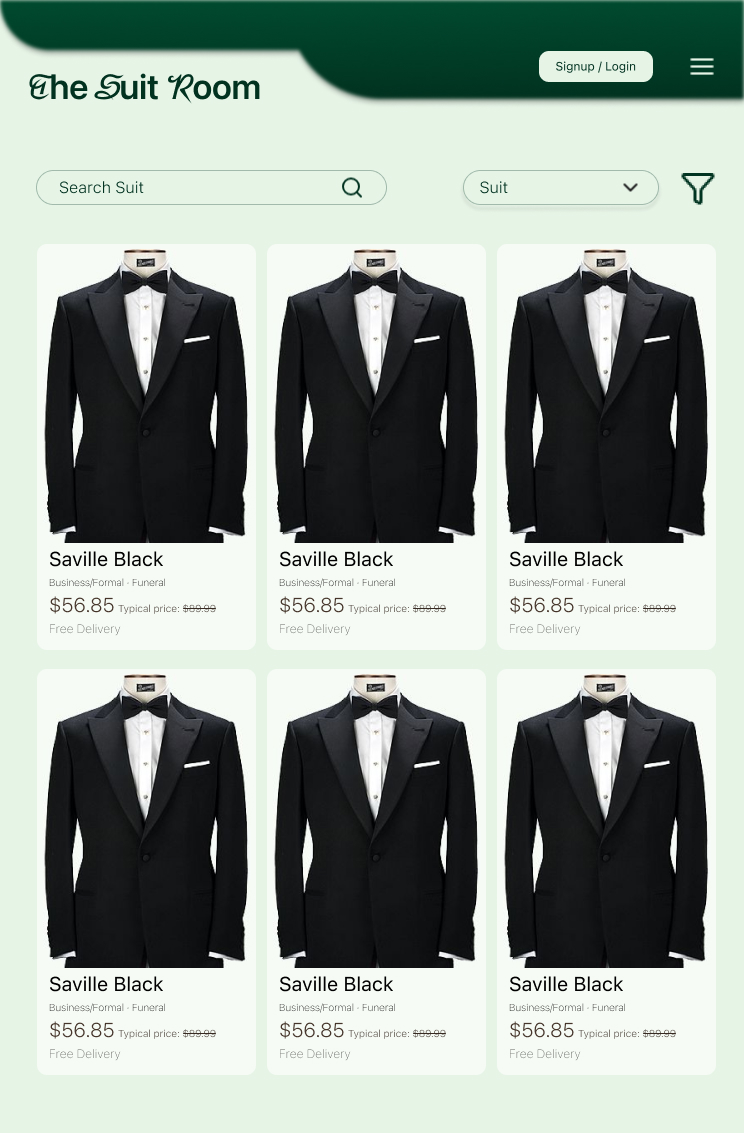 Signup / Login
The Suit Room
Search Suit
Suit
Saville Black
Business/Formal · Funeral
$56.85 Typical price: $89.99
Free Delivery
Saville Black
Business/Formal · Funeral
$56.85 Typical price: $89.99
Free Delivery
Saville Black
Business/Formal · Funeral
$56.85 Typical price: $89.99
Free Delivery
Saville Black
Business/Formal · Funeral
$56.85 Typical price: $89.99
Free Delivery
Saville Black
Business/Formal · Funeral
$56.85 Typical price: $89.99
Free Delivery
Saville Black
Business/Formal · Funeral
$56.85 Typical price: $89.99
Free Delivery